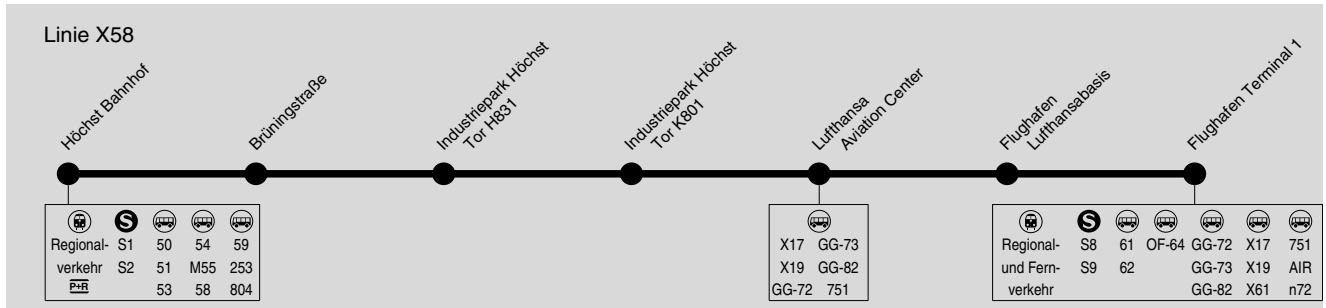 Linie X58
Höchst Bahnhof
Brüningstraße
Industriepark Höchst
Tor H831
Industriepark Höchst
Tor K801
Lufthansa
Aviation Center
Flughafen
Lufthansabasis
Flughafen Terminal 1
S
Regional- S1 50 54 59
verkehr S2 51 M55 253
P+R 53 58 804
X17 GG-73
X19 GG-82
GG-72 751
S
Regional- S8 61 OF-64 GG-72 X17 751
und Fern- S9 62 GG-73 X19 AIR
verkehr GG-82 X61 n72